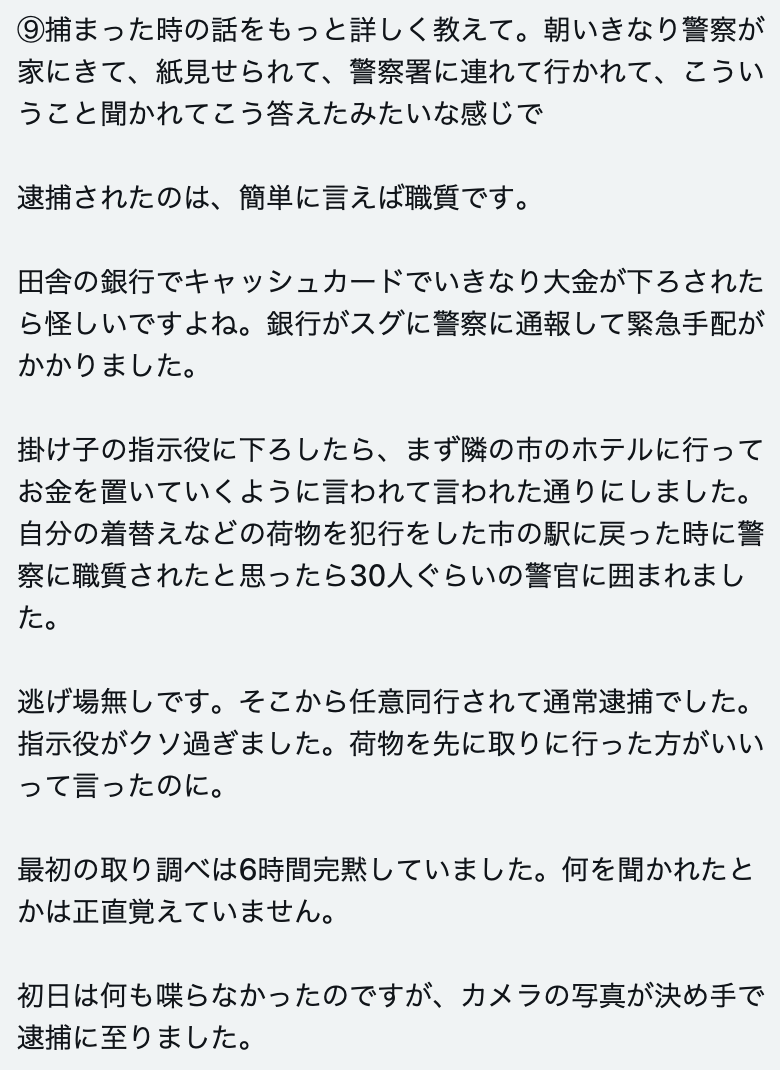 ⑨捕まった時の話をもっと詳しく教えて。朝いきなり警察が
家にきて、紙見せられて、警察署に連れて行かれて、こうい
うこと聞かれてこう答えたみたいな感じで
逮捕されたのは、簡単に言えば職質です。
田舎の銀行でキャッシュカードでいきなり大金が下ろされた
ら怪しいですよね。銀行がスグに警察に通報して緊急手配が
かかりました。
掛け子の指示役に下ろしたら、まず隣の市のホテルに行って
お金を置いていくように言われて言われた通りにしました。
自分の着替えなどの荷物を犯行をした市の駅に戻った時に警
察に職質されたと思ったら30人ぐらいの警官に囲まれまし
た。
逃げ場無しです。そこから任意同行されて通常逮捕でした。
指示役がクソ過ぎました。荷物を先に取りに行った方がいい
って言ったのに。
最初の取り調べは6時間完黙していました。何を聞かれたと
かは正直覚えていません。
初日は何も喋らなかったのですが、カメラの写真が決め手で
逮捕に至りました。